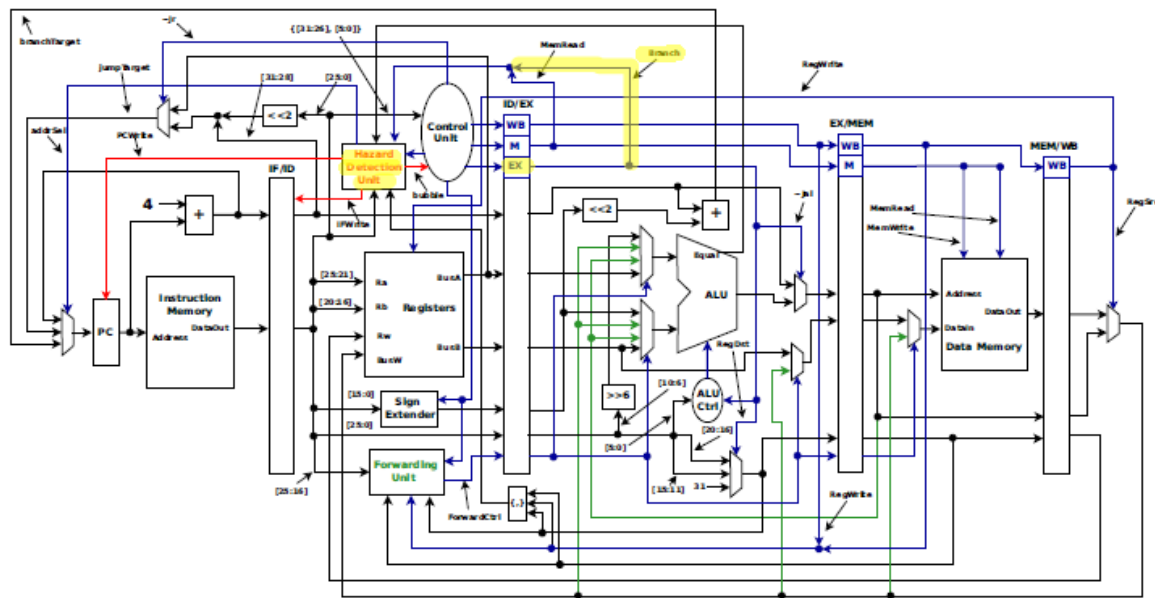 ~jr
{[31:26], [5:0]}
MemRead
Branch
branchTarget
RegWrite
jumpTarget
[31:28]
[25:0]
ID/EX
<<2
Control
Unit
WB
EX/MEM
addrSel
PCWrite
M
WB
MEM/WB
Hazard
Detection
Unit
EX
M
WB
IF/ID
bubble
4
+
IFWrite
<<2
+
~jal
MemRead
MemWrite
RegSrc
Equal
[25:21]
Ra
BusA
Instruction
Memory
ALU
Address
[20:16]
Rb
Registers
DataOut
PC
DataOut
Address
Rw
BusB
RegDst
DataIn
Data Memory
BusW
[15:0]
Sign
Extender
>>6
[10:6]
ALU
Ctrl
[25:0]
[5:0]
[20:16]
Forwarding
Unit
[15:11]
31
[25:16]
ForwardCtrl
{,}
RegWrite